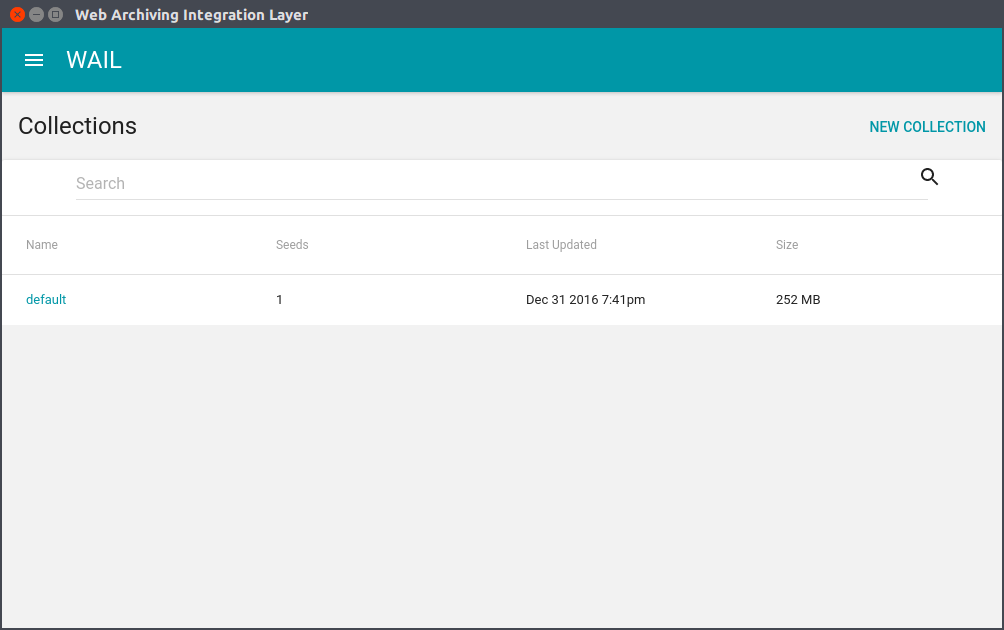 Web Archiving Integration Layer
WAIL
Collections NEW COLLECTION
Search
Name Seeds Last Updated Size
default 1 Dec 31 2016 7:41pm 252 MB